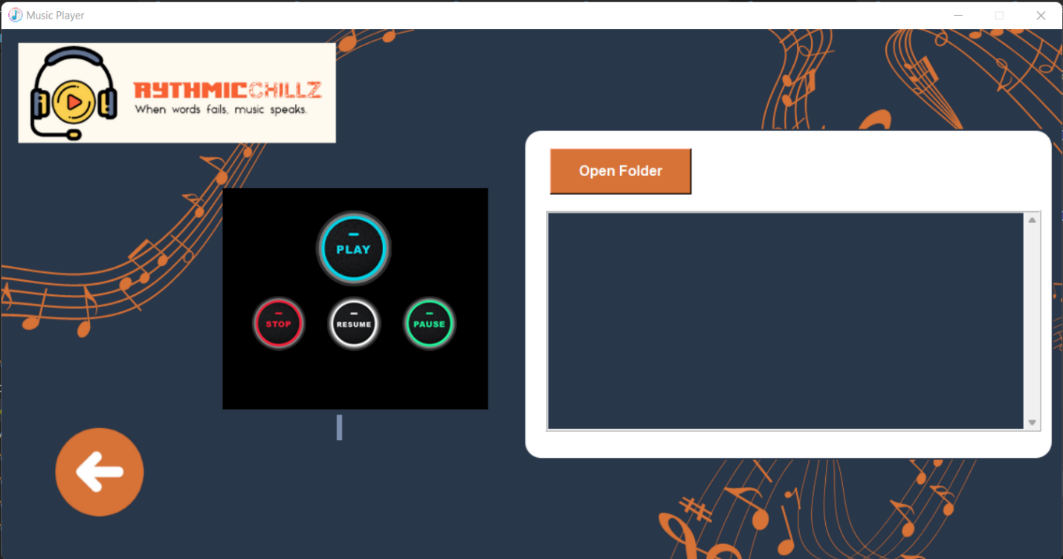 Music Player
RYTHMICCHILLZ
When words fails, music speaks.
Open Folder
PLAY
STOP
RESUME
PAUSE